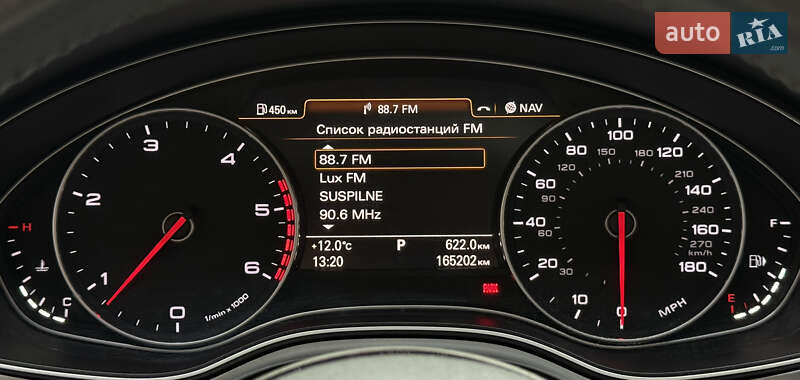 auto RIA .com
450 км
88.7 FM
NAV
Список радиостанций FM
88.7 FM
Lux FM
SUSPILNE
90.6 MHz
+12.0°C P 622.0 км
13:20 165202 км
0 1 2 3 4 5 6
1/min x 1000
H
C
0 10 20 40 60 80 100 120 140 160 180
30 60 90 120 150 180 210 240 270
km/h
MPH
F
E